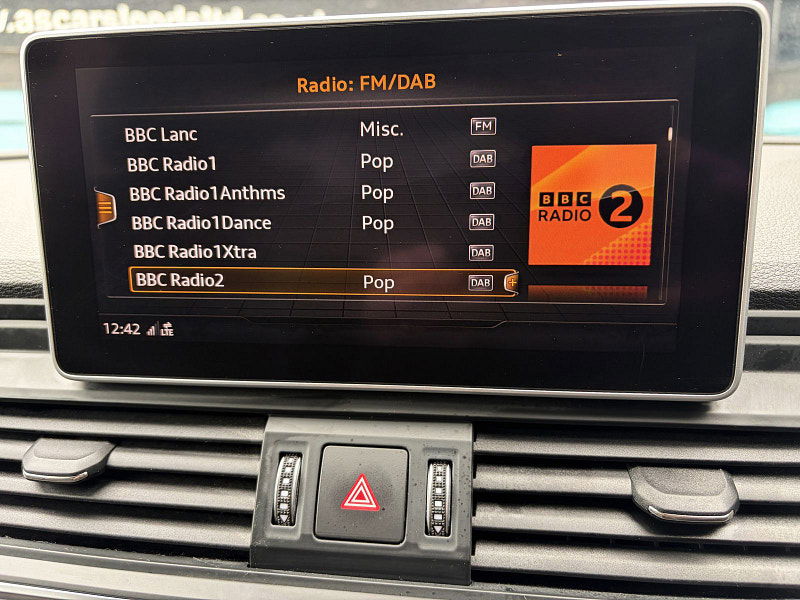 Radio: FM/DAB
BBC Lanc Misc. FM
BBC Radio1 Pop DAB
BBC Radio1Anthms Pop DAB
BBC Radio1Dance Pop DAB
BBC Radio1Xtra DAB
BBC Radio2 Pop DAB
BBC
RADIO 2
12:42 LTE